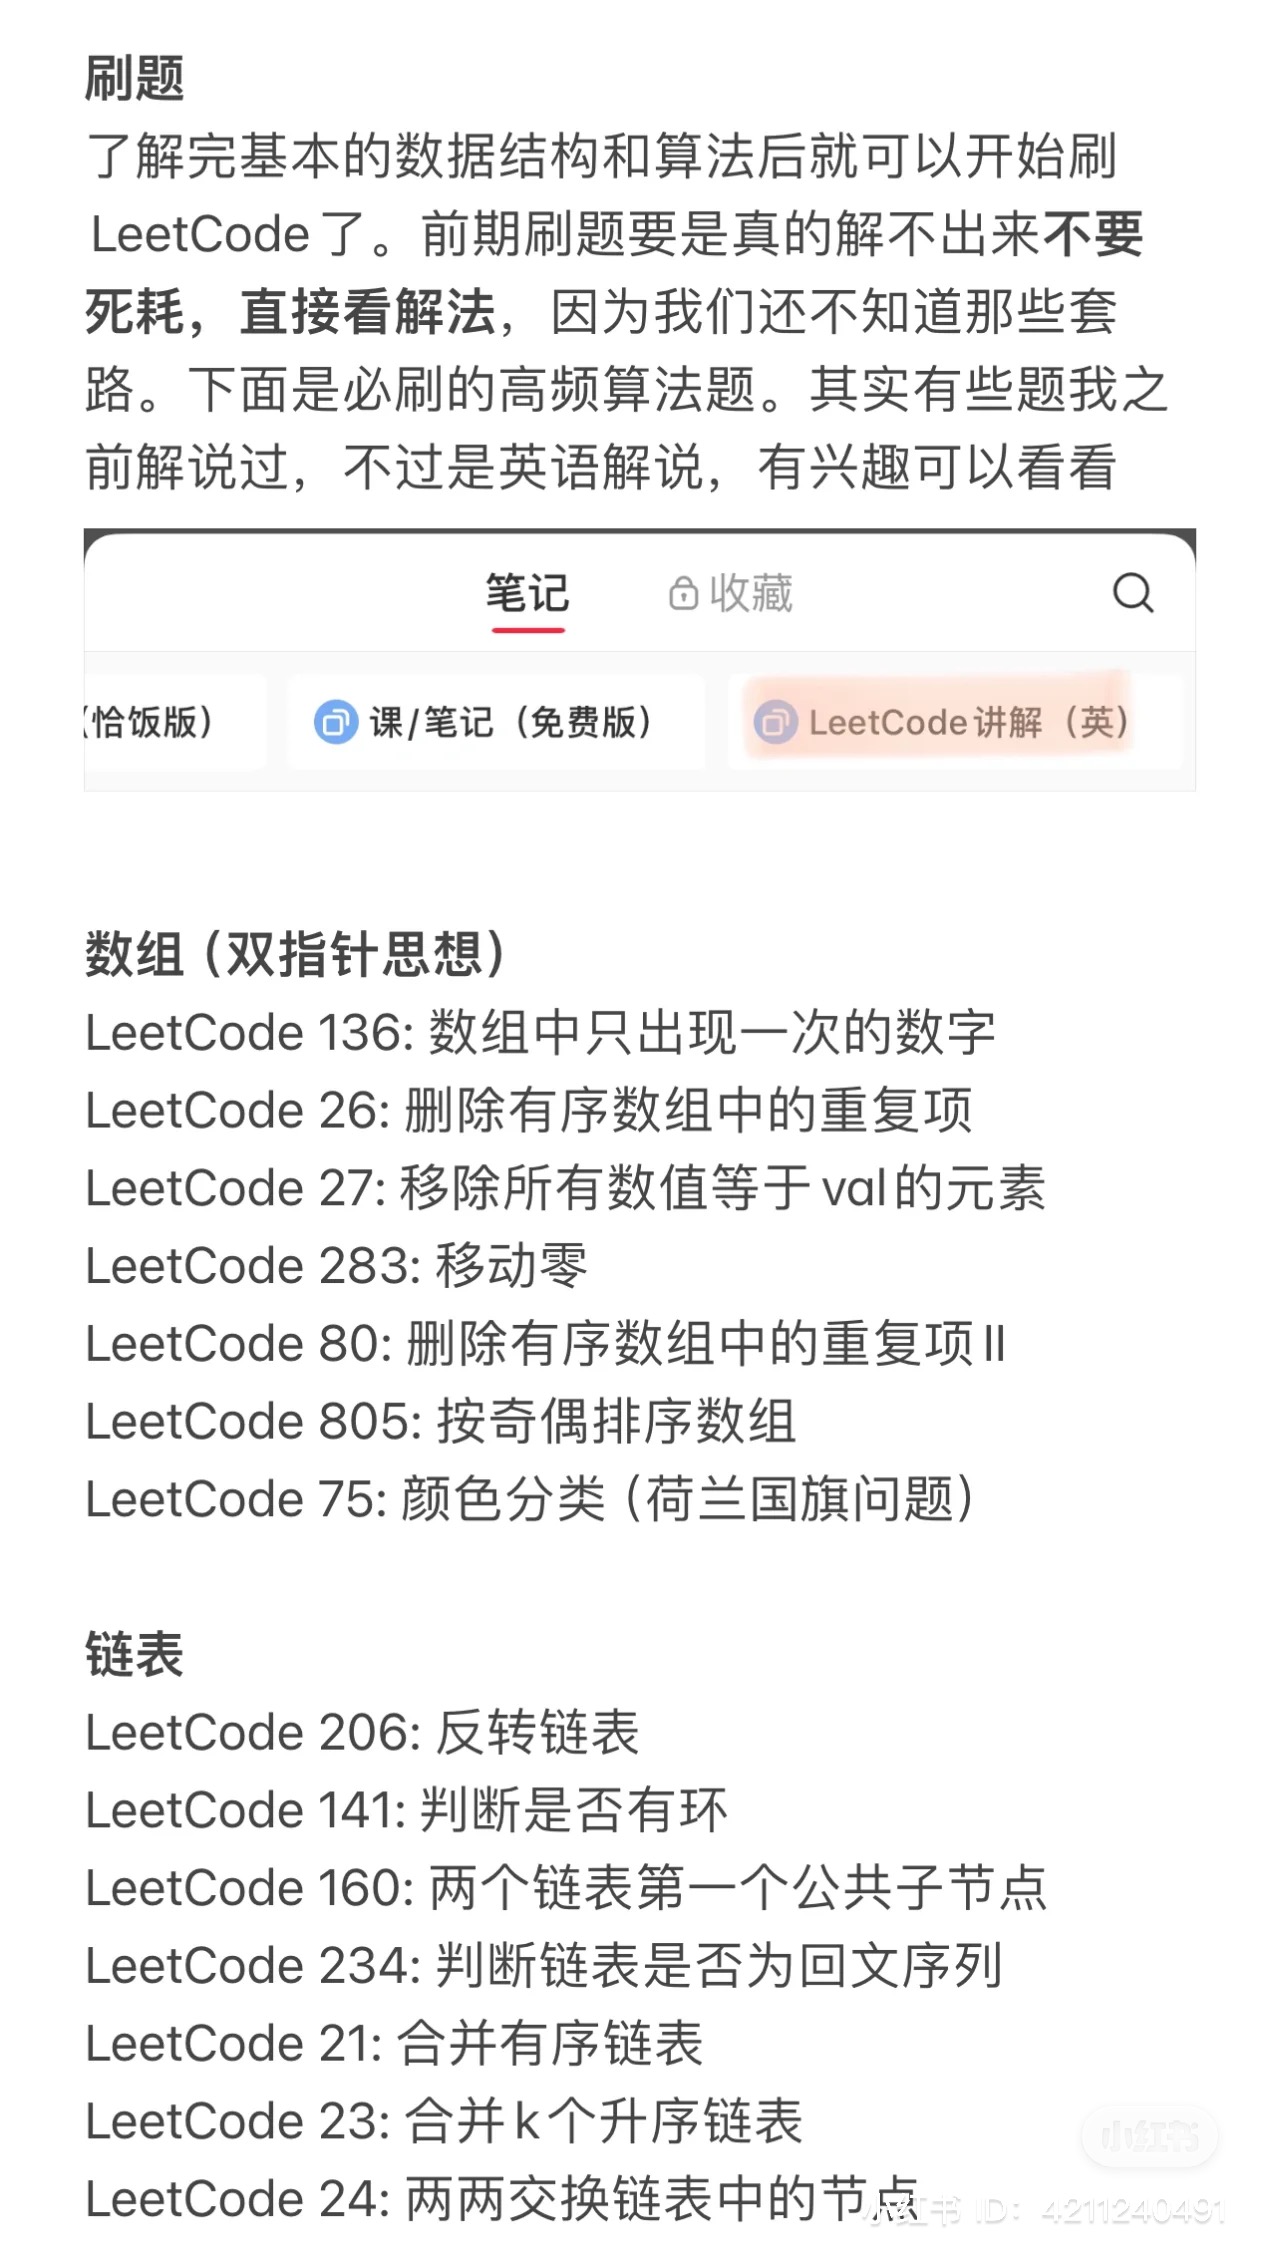 刷题
了解完基本的数据结构和算法后就可以开始刷
LeetCode了。前期刷题要是真的解不出来不要
死耗，直接看解法，因为我们还不知道那些套
路。下面是必刷的高频算法题。其实有些题我之
前解说过，不过是英语解说，有兴趣可以看看
笔记 收藏
(恰饭版） 课/笔记（免费版） LeetCode讲解（英）
数组（双指针思想）
LeetCode 136: 数组中只出现一次的数字
LeetCode 26: 删除有序数组中的重复项
LeetCode 27: 移除所有数值等于val的元素
LeetCode 283: 移动零
LeetCode 80: 删除有序数组中的重复项II
LeetCode 805: 按奇偶排序数组
LeetCode 75: 颜色分类（荷兰国旗问题）
链表
LeetCode 206: 反转链表
LeetCode 141: 判断是否有环
LeetCode 160: 两个链表第一个公共子节点
LeetCode 234: 判断链表是否为回文序列
LeetCode 21: 合并有序链表
LeetCode 23: 合并k个升序链表
小红书
LeetCode 24: 两两交换链表中的节点
小红书 ID：4211240491